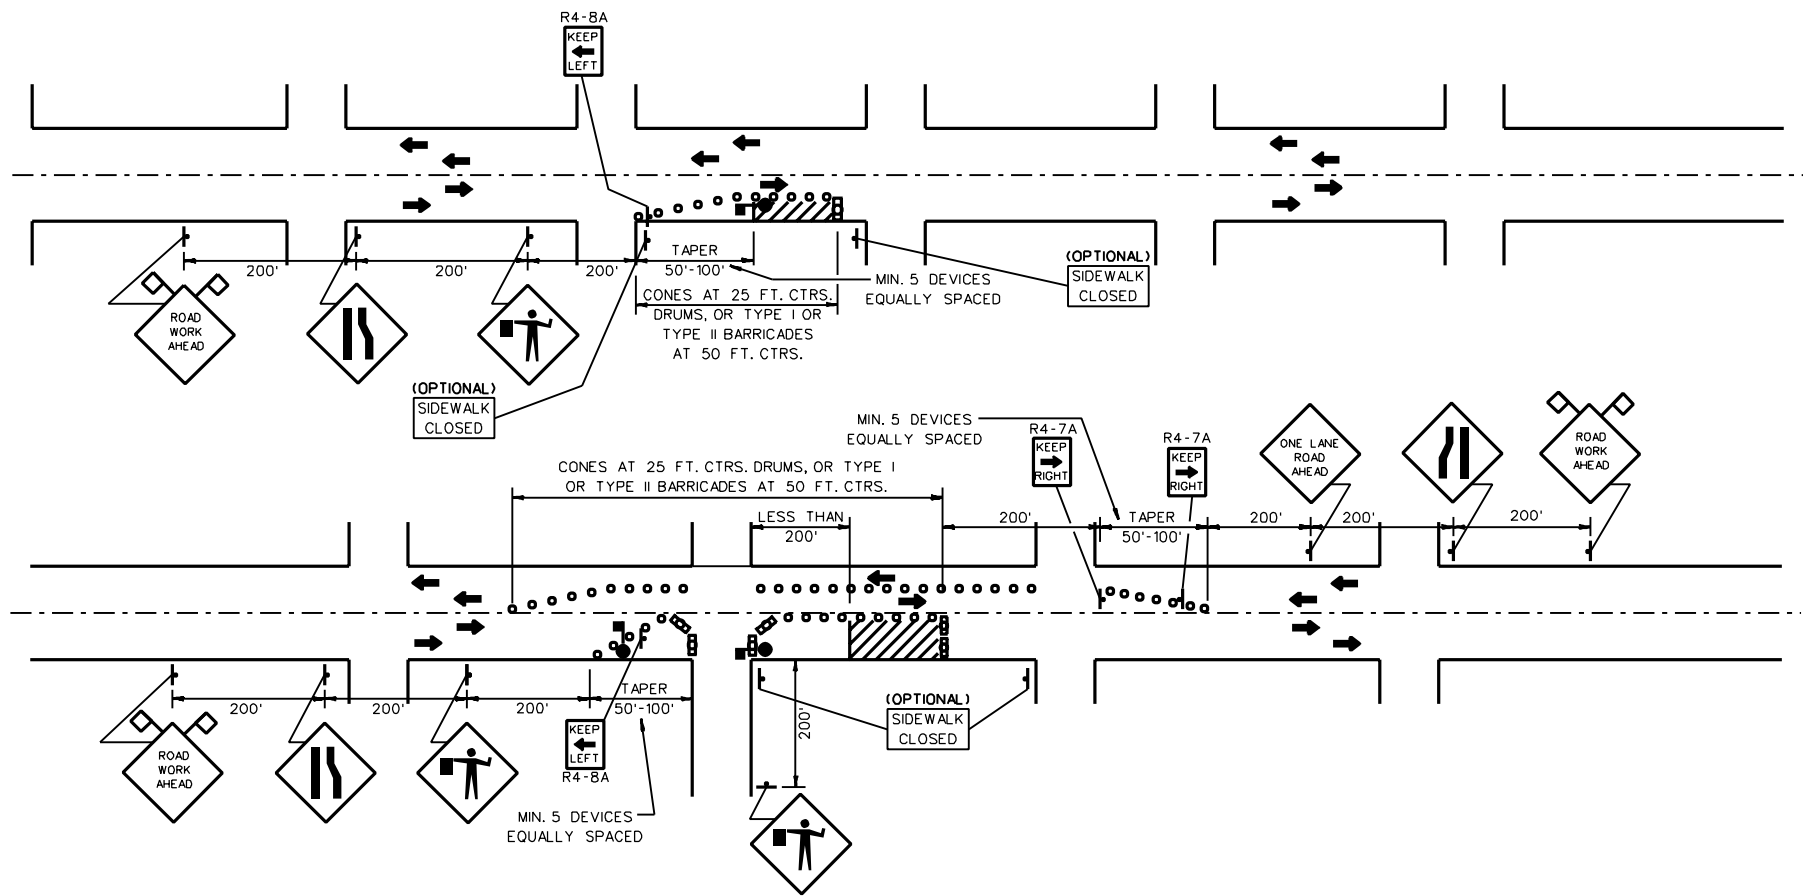 R4-8A
KEEP
LEFT
200'
200'
200'
TAPER
50'-100'
MIN. 5 DEVICES
EQUALLY SPACED
(OPTIONAL)
SIDEWALK
CLOSED
CONES AT 25 FT. CTRS.
DRUMS, OR TYPE I OR
TYPE II BARRICADES
AT 50 FT. CTRS.
ROAD
WORK
AHEAD
(OPTIONAL)
SIDEWALK
CLOSED
MIN. 5 DEVICES
EQUALLY SPACED
R4-7A
KEEP
RIGHT
R4-7A
KEEP
RIGHT
ONE LANE
ROAD
AHEAD
ROAD
WORK
AHEAD
CONES AT 25 FT. CTRS. DRUMS, OR TYPE I
OR TYPE II BARRICADES AT 50 FT. CTRS.
LESS THAN
200'
200'
TAPER
50'-100'
200'
200'
200'
200'
200'
200'
TAPER
50'-100'
KEEP
LEFT
R4-8A
200'
(OPTIONAL)
SIDEWALK
CLOSED
ROAD
WORK
AHEAD
MIN. 5 DEVICES
EQUALLY SPACED